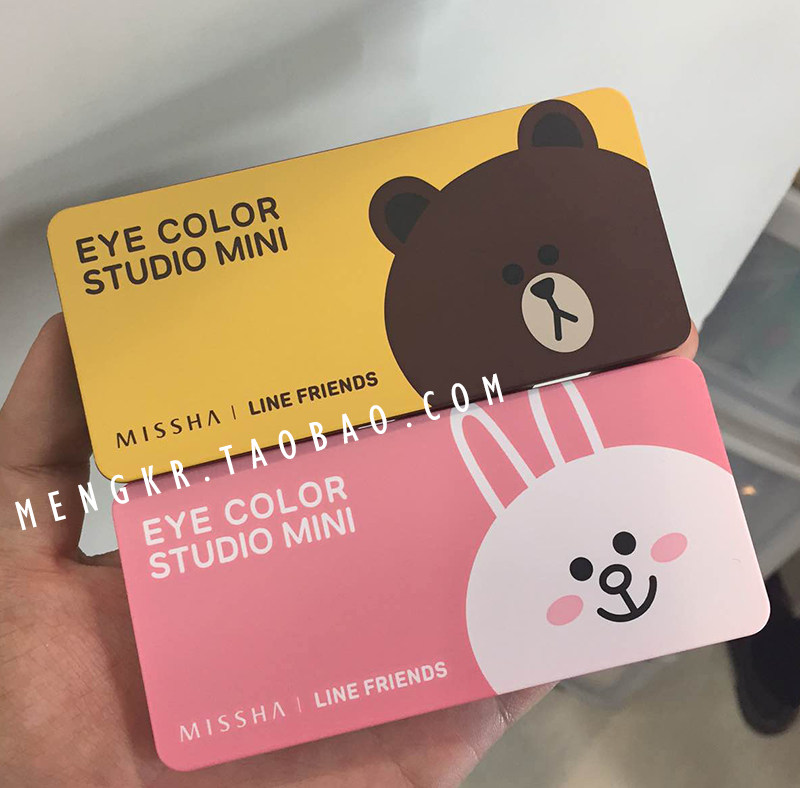 EYE COLOR
STUDIO MINI
MISSHA | LINE FRIENDS
MENGKR.TAOBAO.COM
EYE COLOR
STUDIO MINI
MISSHA | LINE FRIENDS